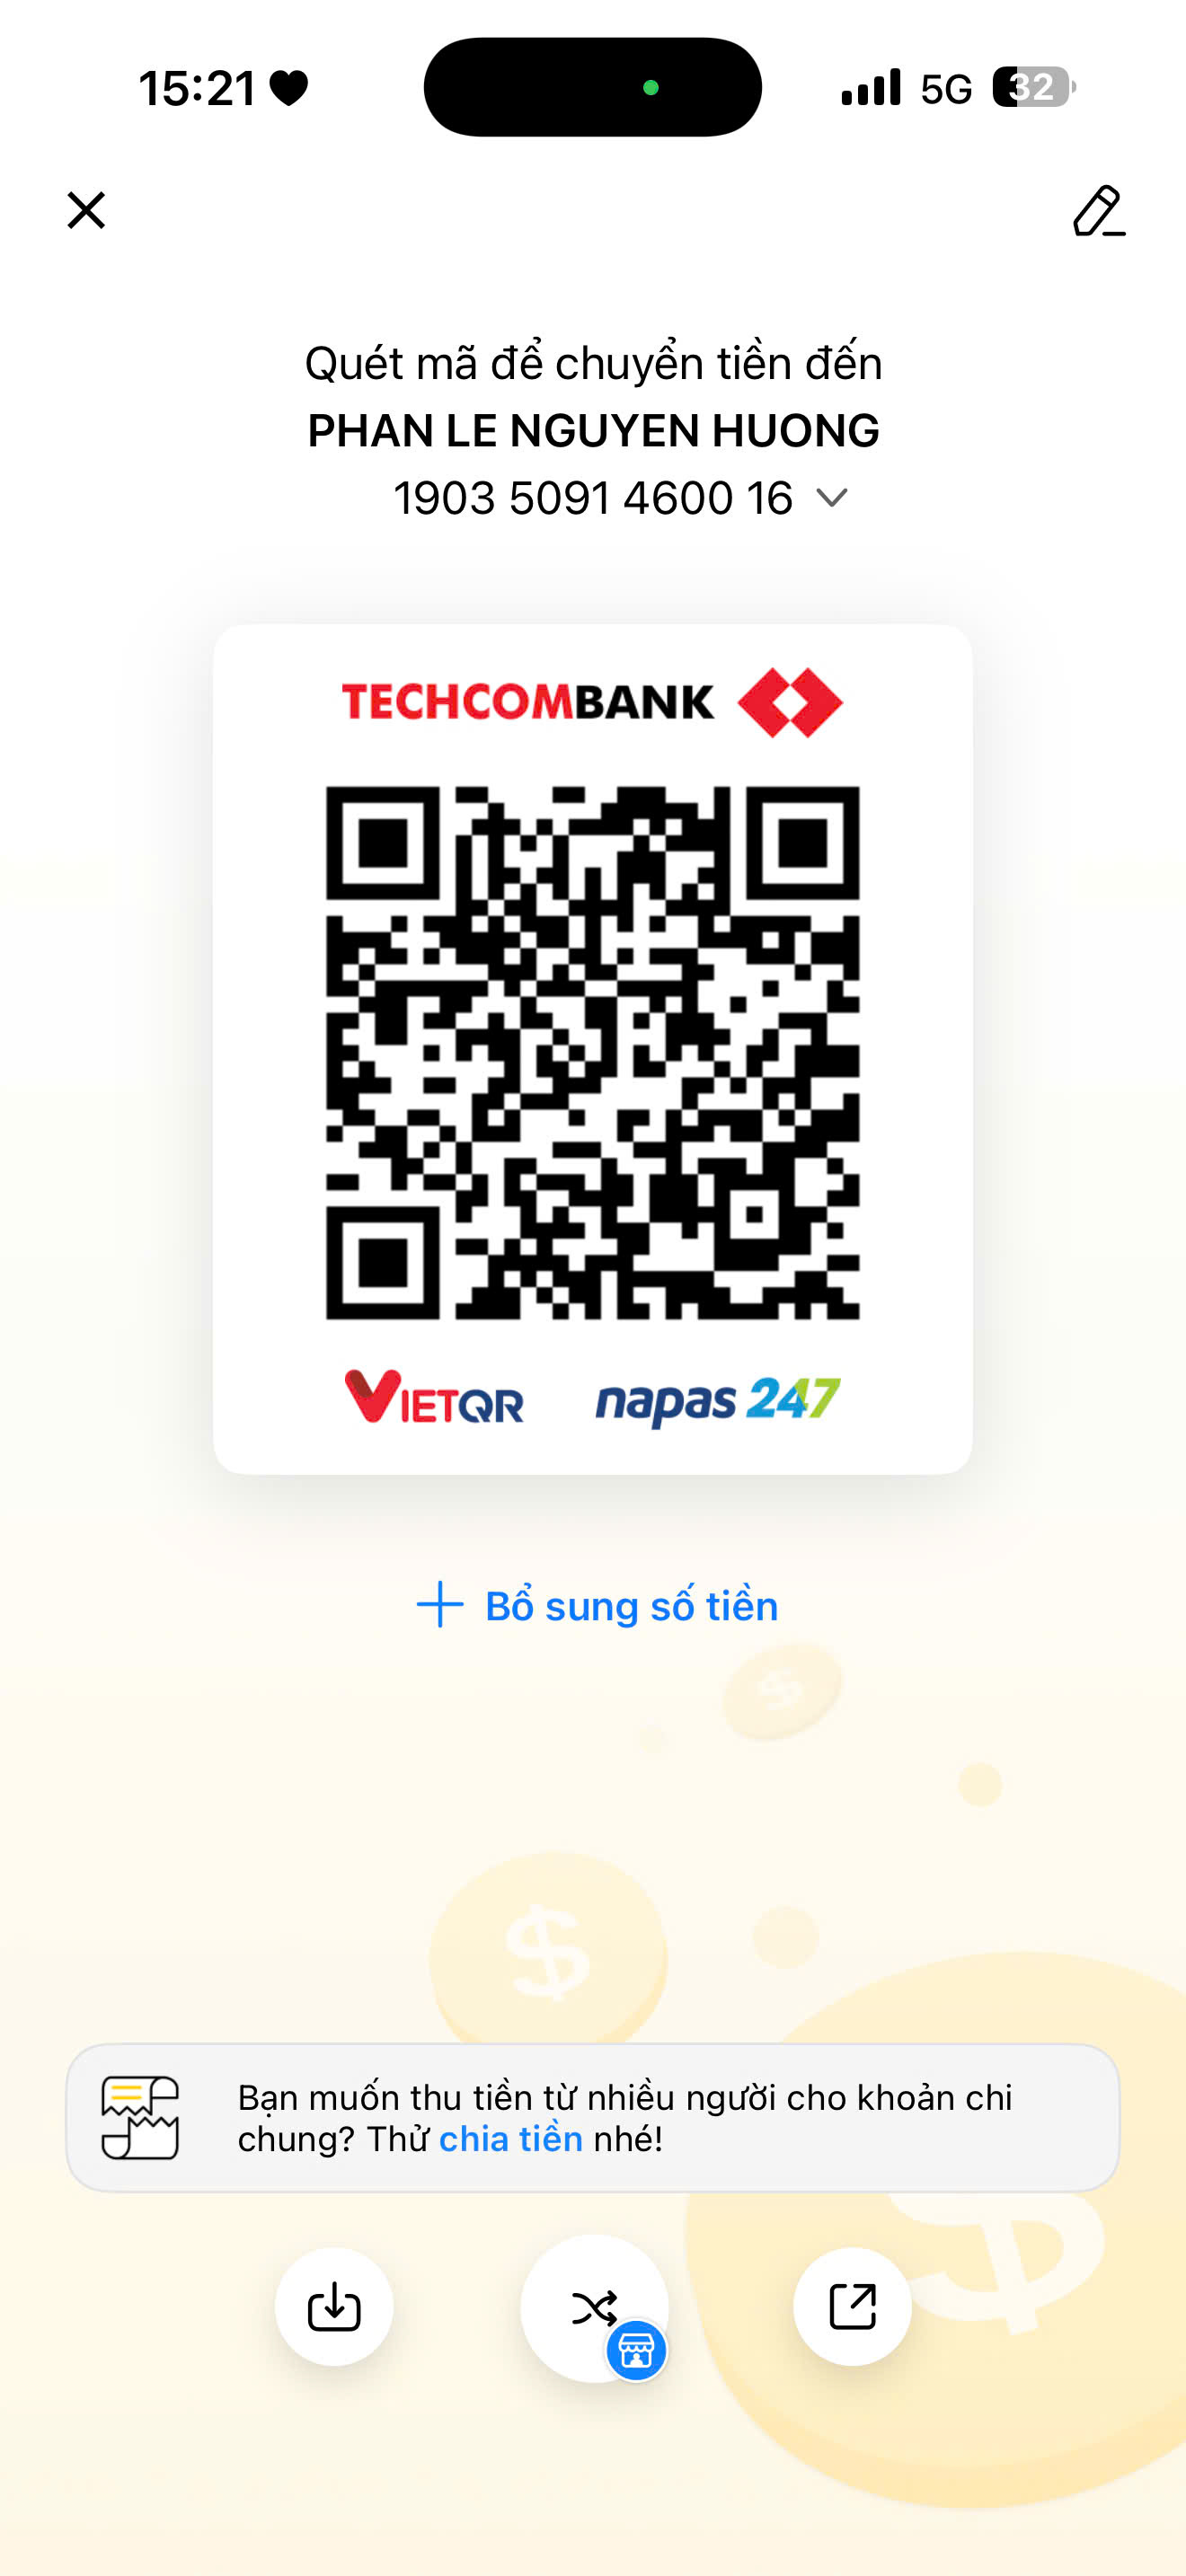 15:21
5G
32
Quét mã để chuyển tiền đến
PHAN LE NGUYEN HUONG
1903 5091 4600 16
TECHCOMBANK
VIETQR
napas 247
Bổ sung số tiền
Bạn muốn thu tiền từ nhiều người cho khoản chi
chung? Thử chia tiền nhé!